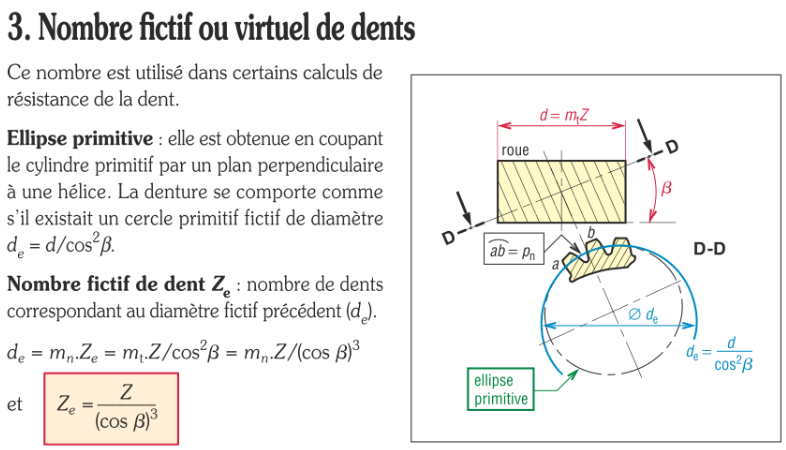 3. Nombre fictif ou virtuel de dents
Ce nombre est utilisé dans certains calculs de
résistance de la dent.
Ellipse primitive : elle est obtenue en coupant
le cylindre primitif par un plan perpendiculaire
à une hélice. La denture se comporte comme
s'il existait un cercle primitif fictif de diamètre
dₑ = d/cos²β.
Nombre fictif de dent Zₑ : nombre de dents
correspondant au diamètre fictif précédent (dₑ).
dₑ = mₙ.Zₑ = mₜ.Z/cos²β = mₙ.Z/(cos β)³
et Zₑ = Z/(cos β)³
d = mₜZ
roue
D
β
D
b
ab = pₙ
a
D-D
Ø dₑ
dₑ = d/cos²β
ellipse
primitive